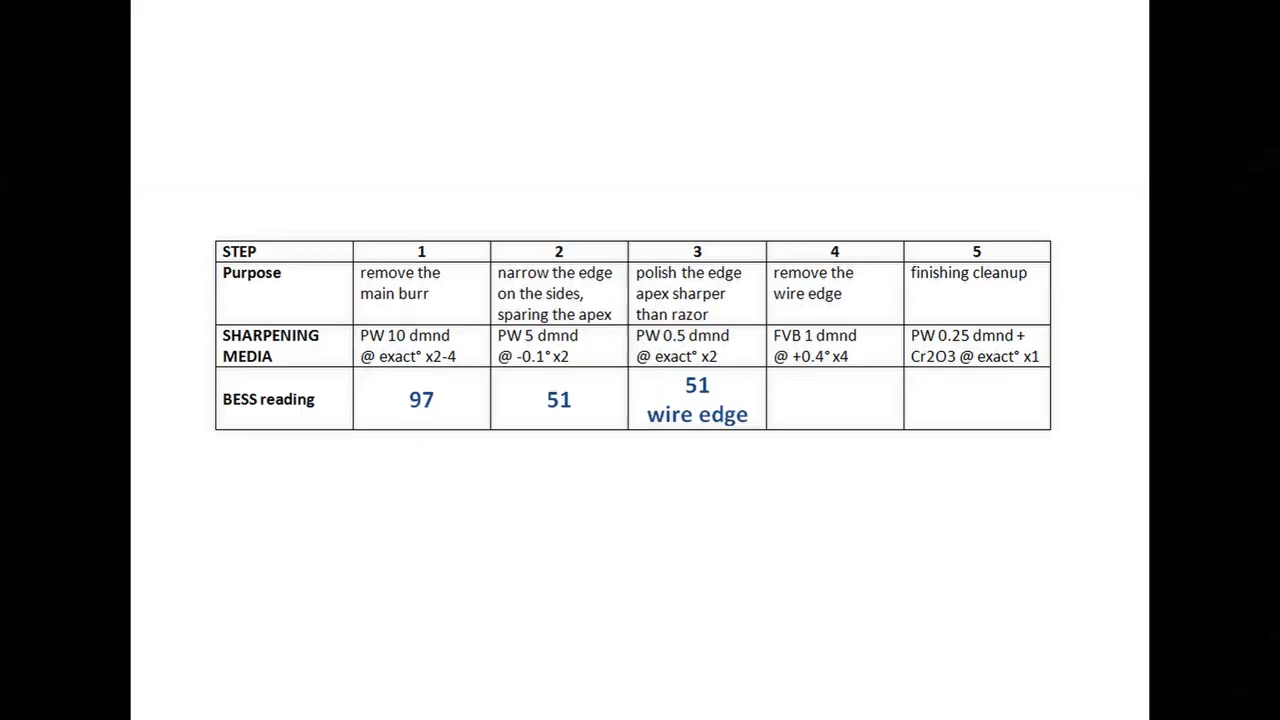 STEP 1 2 3 4 5
Purpose remove the narrow the edge polish the edge remove the finishing cleanup
main burr on the sides, apex sharper wire edge
sparing the apex than razor
SHARPENING PW 10 dmnd PW 5 dmnd PW 0.5 dmnd FVB 1 dmnd PW 0.25 dmnd +
MEDIA @ exact° x2-4 @ -0.1° x2 @ exact° x2 @ +0.4° x4 Cr2O3 @ exact° x1
BESS reading 97 51 51
wire edge